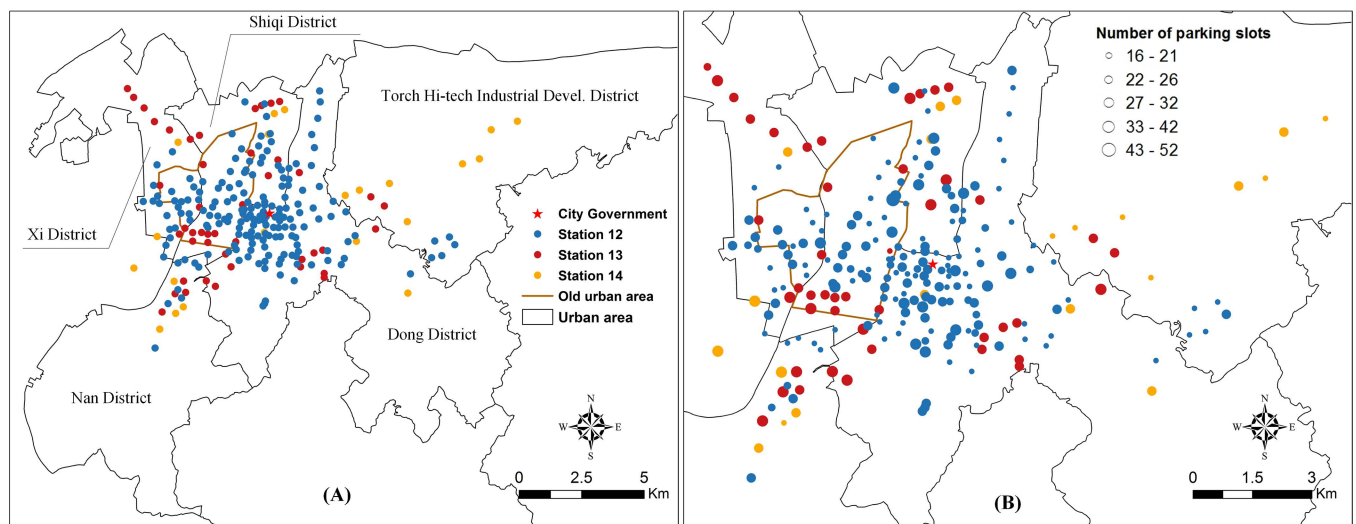 Shiqi District
Torch Hi-tech Industrial Devel. District
Xi District
City Government
Station 12
Station 13
Station 14
Old urban area
Urban area
Dong District
Nan District
N
W E
S
0 2.5 5
Km
(A)
Number of parking slots
16 - 21
22 - 26
27 - 32
33 - 42
43 - 52
N
W E
S
0 1.5 3
Km
(B)